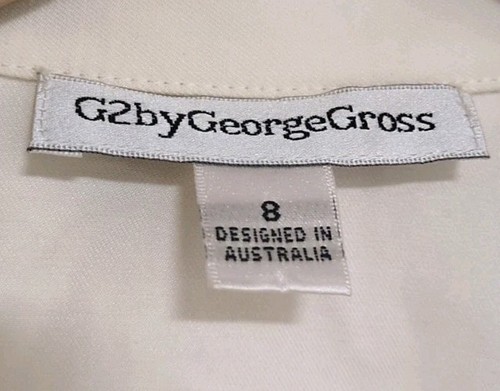 G2byGeorgeGross
8
DESIGNED IN
AUSTRALIA